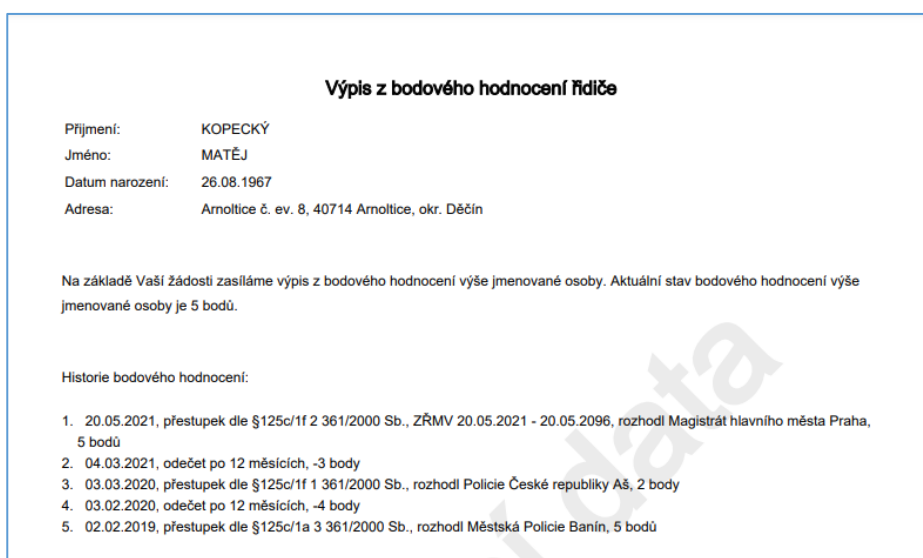 Výpis z bodového hodnocení řidiče
Příjmení: KOPECKÝ
Jméno: MATĚJ
Datum narození: 26.08.1967
Adresa: Arnoltice č. ev. 8, 40714 Arnoltice, okr. Děčín
Na základě Vaší žádosti zasíláme výpis z bodového hodnocení výše jmenované osoby. Aktuální stav bodového hodnocení výše
jmenované osoby je 5 bodů.
Historie bodového hodnocení:
1. 20.05.2021, přestupek dle §125c/1f 2 361/2000 Sb., ZŘMV 20.05.2021 - 20.05.2096, rozhodl Magistrát hlavního města Praha,
5 bodů
2. 04.03.2021, odečet po 12 měsících, -3 body
3. 03.03.2020, přestupek dle §125c/1f 1 361/2000 Sb., rozhodl Policie České republiky Aš, 2 body
4. 03.02.2020, odečet po 12 měsících, -4 body
5. 02.02.2019, přestupek dle §125c/1a 3 361/2000 Sb., rozhodl Městská Policie Banín, 5 bodů
data